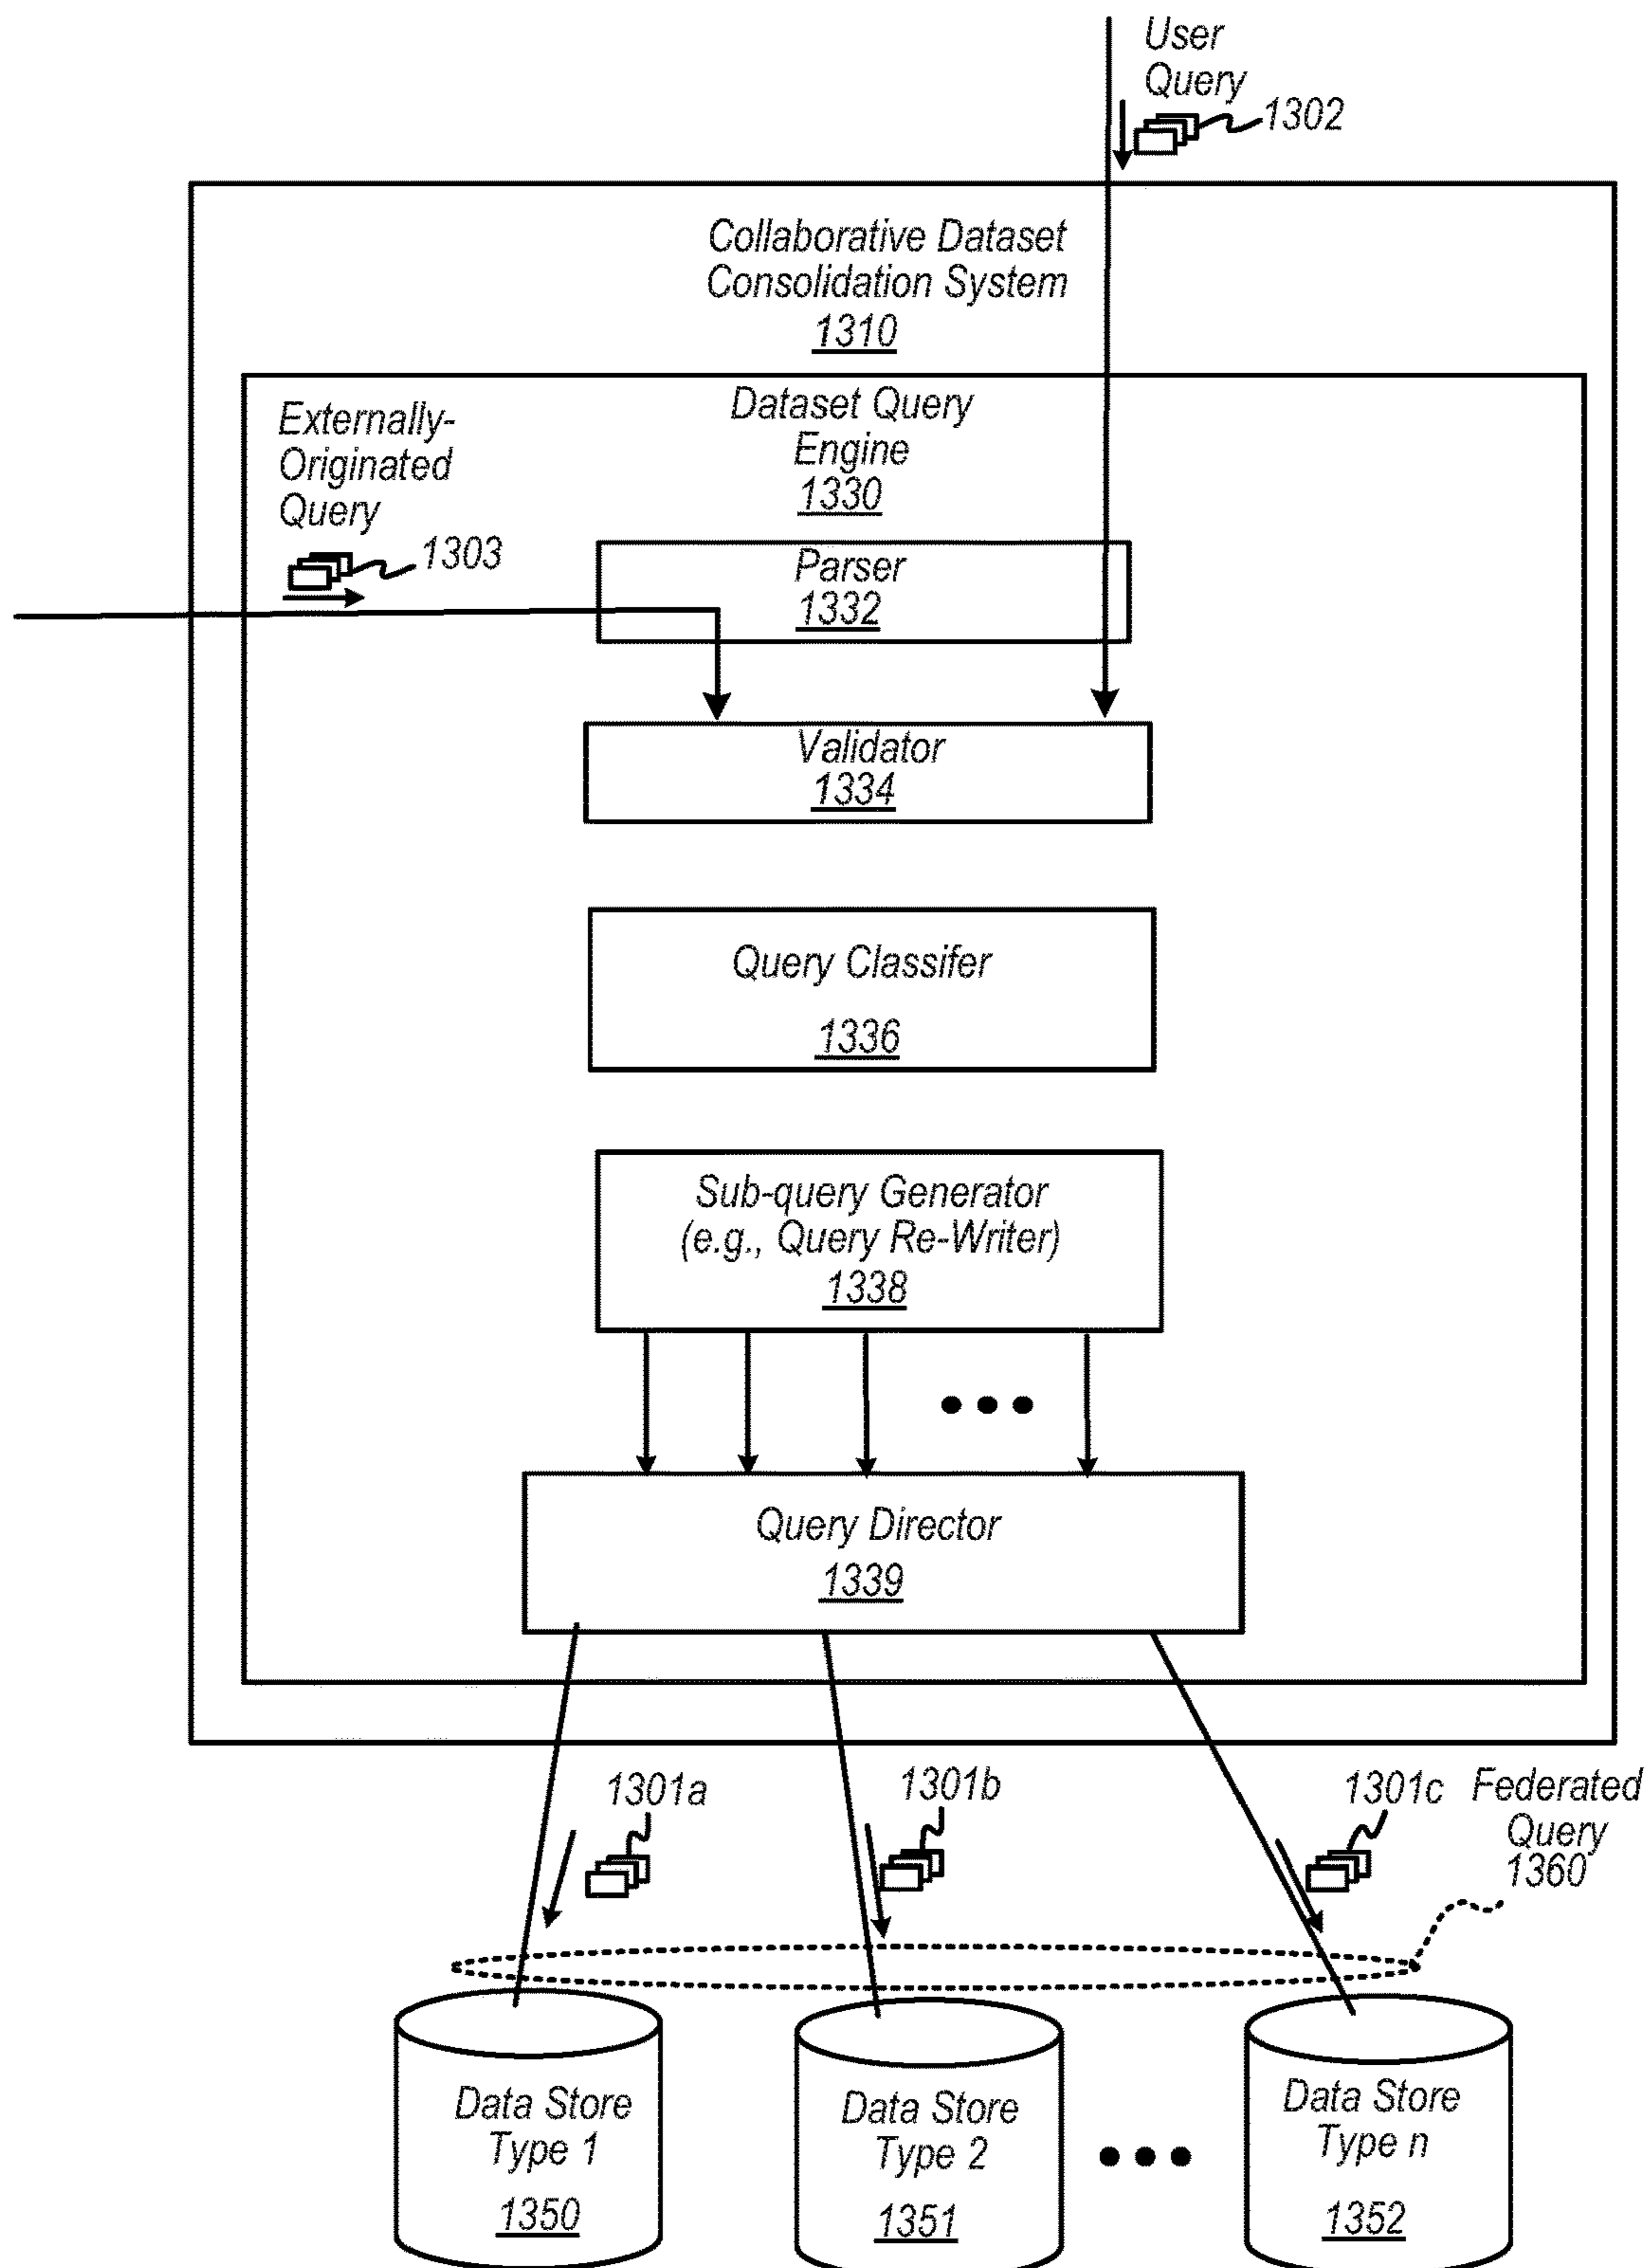 User
Query
1302
Collaborative Dataset
Consolidation System
1310
Externally-
Originated
Query
1303
Dataset Query
Engine
1330
Parser
1332
Validator
1334
Query Classifer
1336
Sub-query Generator
(e.g., Query Re-Writer)
1338
Query Director
1339
1301a
1301b
1301c
Federated
Query
1360
Data Store
Type 1
1350
Data Store
Type 2
1351
Data Store
Type n
1352